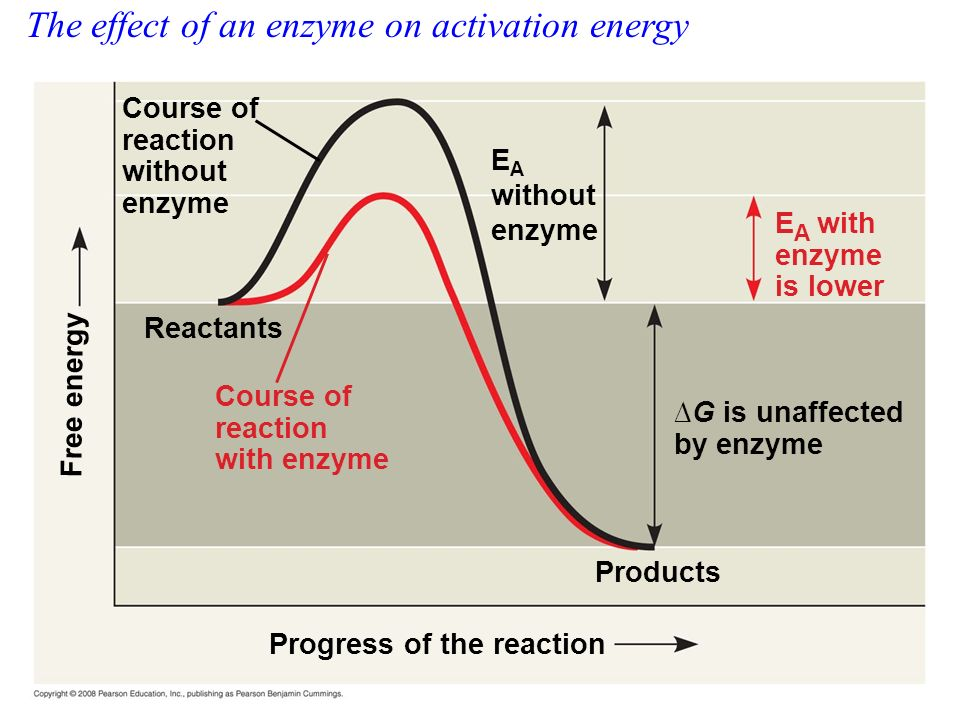 The effect of an enzyme on activation energy
Course of
reaction
without
enzyme
EA
without
enzyme
EA with
enzyme
is lower
Free energy
Reactants
Course of
reaction
with enzyme
∆G is unaffected
by enzyme
Products
Progress of the reaction
Copyright © 2008 Pearson Education, Inc., publishing as Pearson Benjamin Cummings.